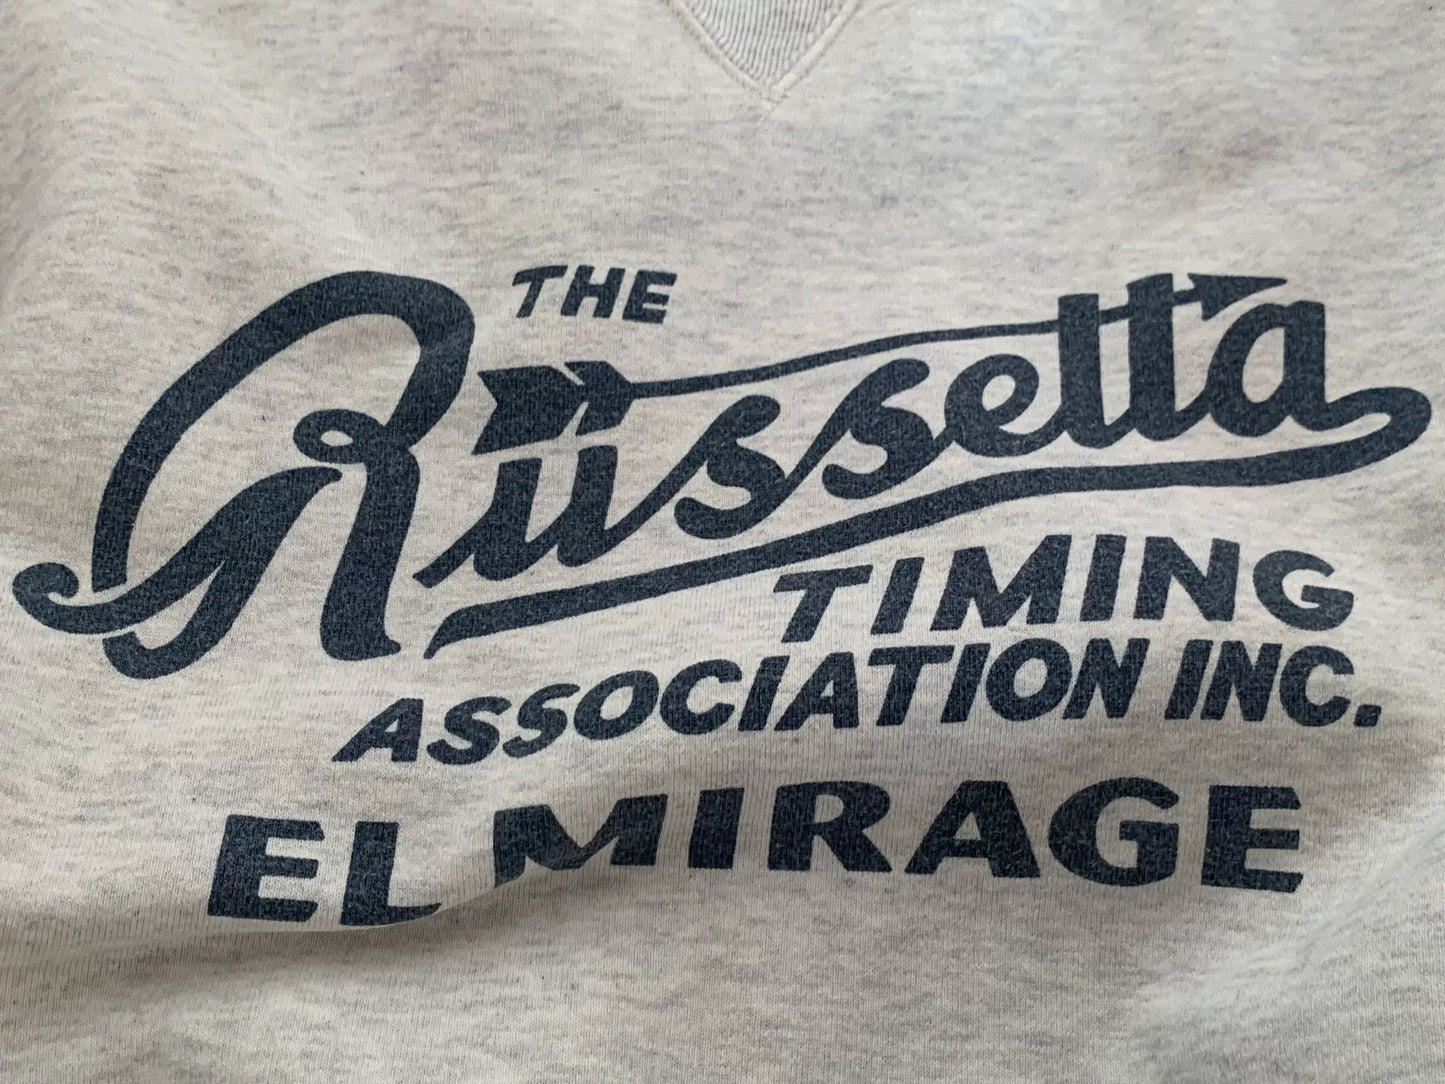 THE
Russetta
TIMING
ASSOCIATION INC.
EL MIRAGE